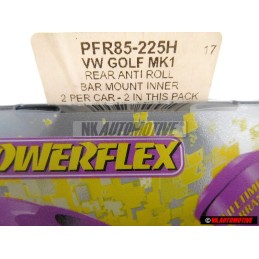 PFR85-225H
17
VW GOLF MK1
REAR ANTI ROLL
BAR MOUNT INNER
2 PER CAR - 2 IN THIS PACK
NK AUTOMOTIVE
POWERFLEX
NK AUTOMOTIVE